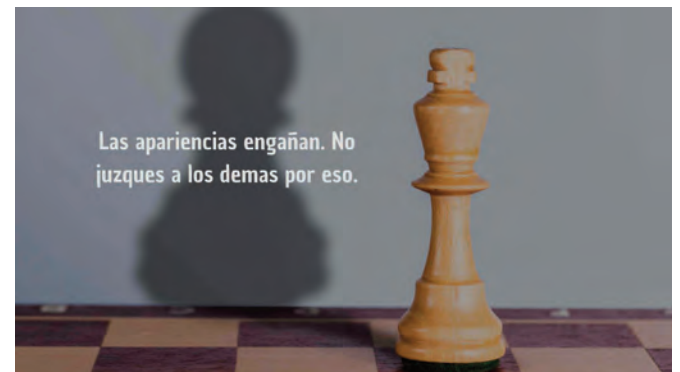 Las apariencias engañan. No
juzques a los demas por eso.